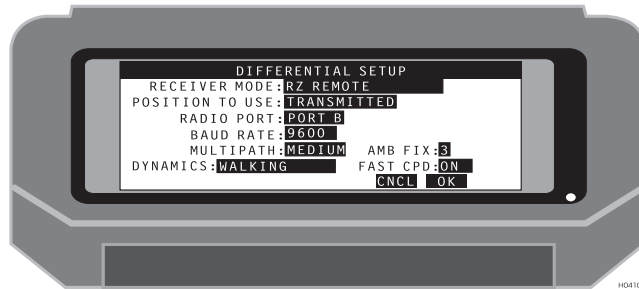 DIFFERENTIAL SETUP
RECEIVER MODE:RZ REMOTE
POSITION TO USE:TRANSMITTED
RADIO PORT:PORT B
BAUD RATE:9600
MULTIPATH:MEDIUM AMB FIX:3
DYNAMICS:WALKING FAST CPD:ON
CNCL OK